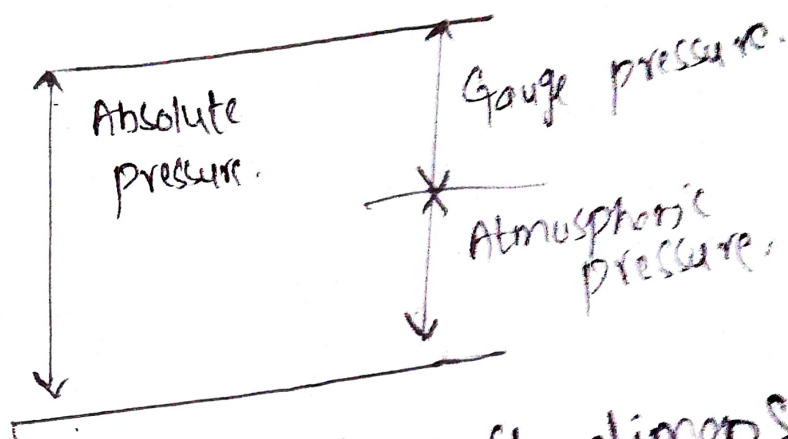 Gauge pressure.
Absolute
pressure.
Atmospheric
pressure.